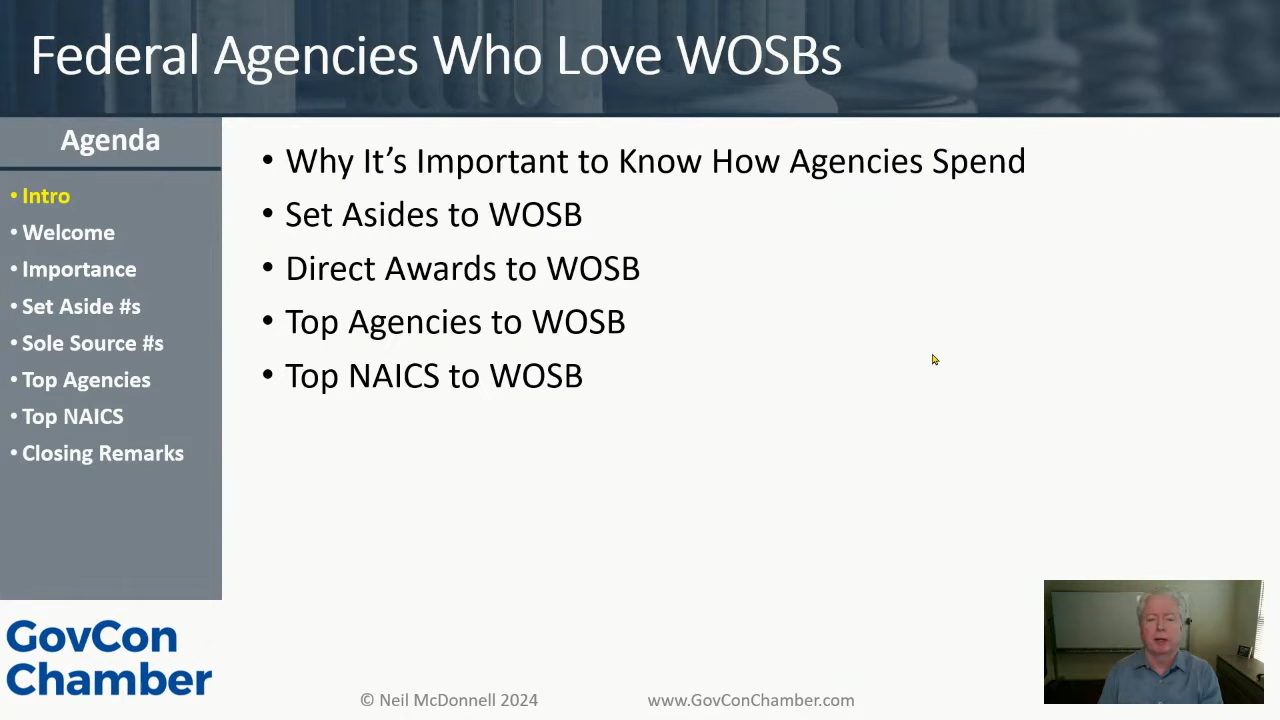 Federal Agencies Who Love WOSBs
Agenda
• Intro
• Welcome
• Importance
• Set Aside #s
• Sole Source #s
• Top Agencies
• Top NAICS
• Closing Remarks
• Why It’s Important to Know How Agencies Spend
• Set Asides to WOSB
• Direct Awards to WOSB
• Top Agencies to WOSB
• Top NAICS to WOSB
GovCon
Chamber
© Neil McDonnell 2024
www.GovConChamber.com